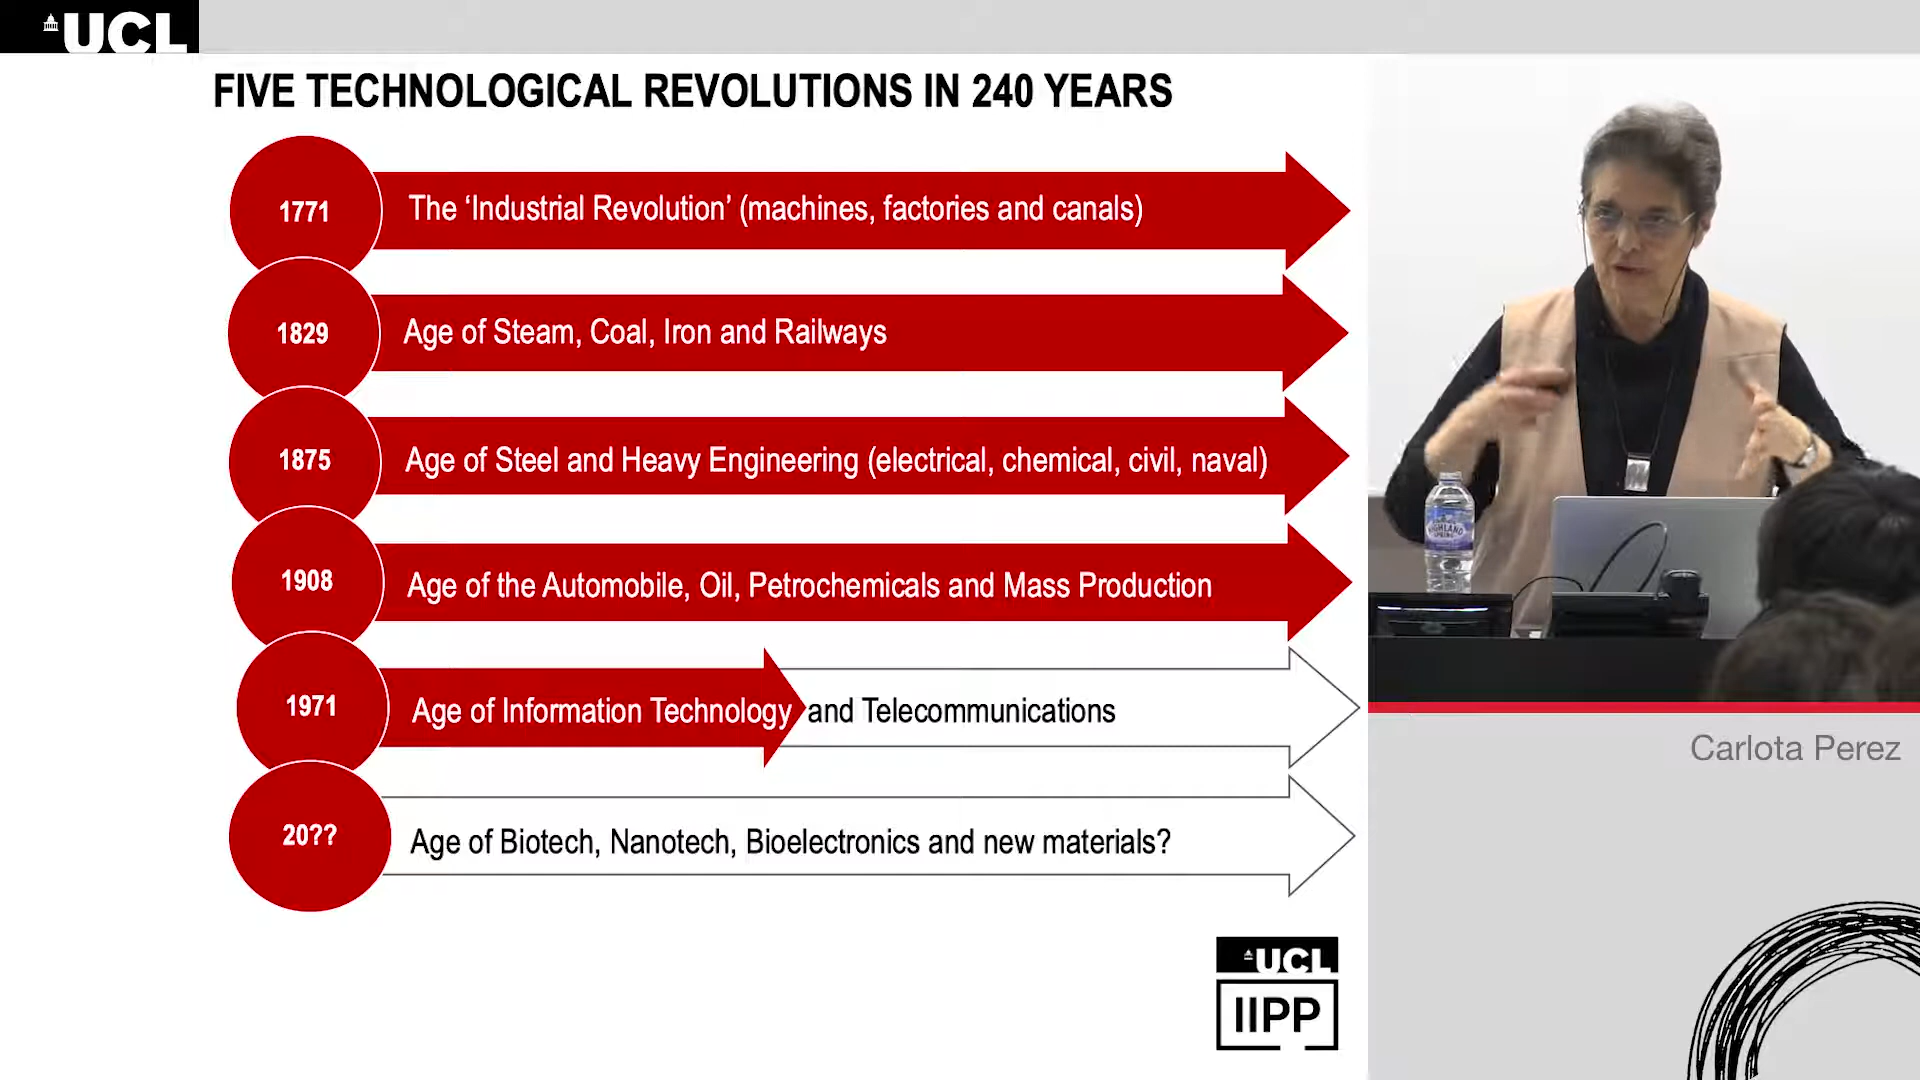 UCL
FIVE TECHNOLOGICAL REVOLUTIONS IN 240 YEARS
1771
The ‘Industrial Revolution’ (machines, factories and canals)
1829
Age of Steam, Coal, Iron and Railways
1875
Age of Steel and Heavy Engineering (electrical, chemical, civil, naval)
1908
Age of the Automobile, Oil, Petrochemicals and Mass Production
1971
Age of Information Technology and Telecommunications
20??
Age of Biotech, Nanotech, Bioelectronics and new materials?
HIGHLAND
SPRING
Carlota Perez
UCL
IIPP